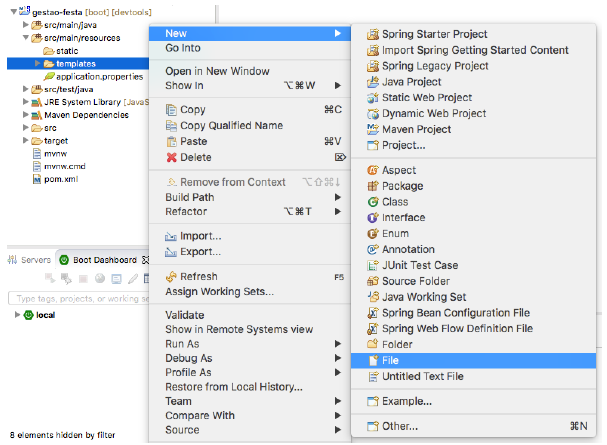 gestao-festa [boot] [devtools]
src/main/java
src/main/resources
static
templates
application.properties
src/test/java
JRE System Library [JavaS
Maven Dependencies
src
target
mvnw
mvnw.cmd
pom.xml
Servers
Boot Dashboard
Type tags, projects, or working se
local
8 elements hidden by filter
New
Go Into
Open in New Window
Show In ⌥⌘W
Copy ⌘C
Copy Qualified Name
Paste ⌘V
Delete ⌦
Remove from Context ⌥⇧⌘↓
Build Path
Refactor ⌥⌘T
Import...
Export...
Refresh F5
Assign Working Sets...
Validate
Show in Remote Systems view
Run As
Debug As
Profile As
Restore from Local History...
Team
Compare With
Source
Spring Starter Project
Import Spring Getting Started Content
Spring Legacy Project
Java Project
Static Web Project
Dynamic Web Project
Maven Project
Project...
Aspect
Package
Class
Interface
Enum
Annotation
JUnit Test Case
Source Folder
Java Working Set
Spring Bean Configuration File
Spring Web Flow Definition File
Folder
File
Untitled Text File
Example...
Other... ⌘N